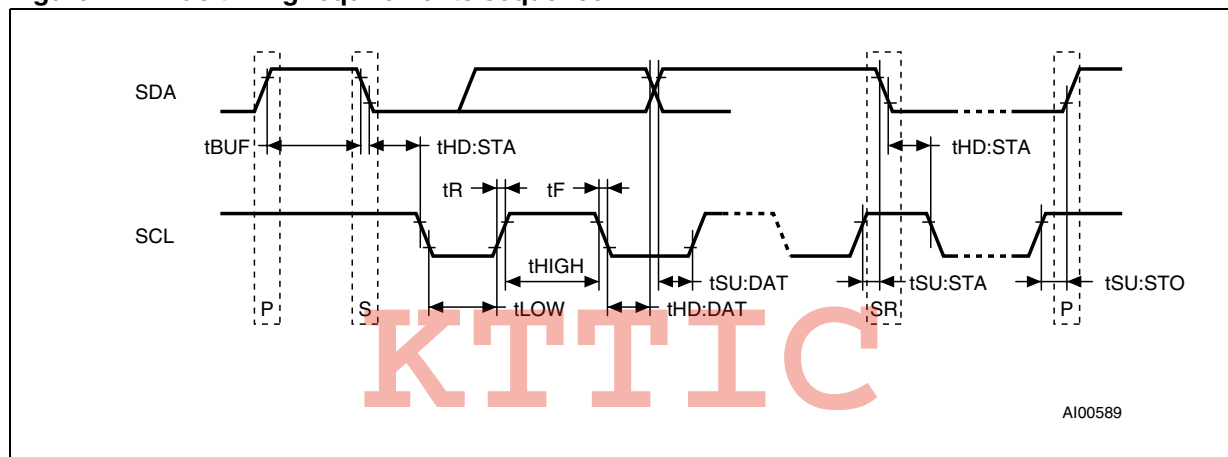 SDA
tBUF
tHD:STA
tHD:STA
tR
tF
SCL
tHIGH
tSU:DAT
tSU:STA
tSU:STO
P
S
tLOW
tHD:DAT
SR
P
KTTIC
AI00589